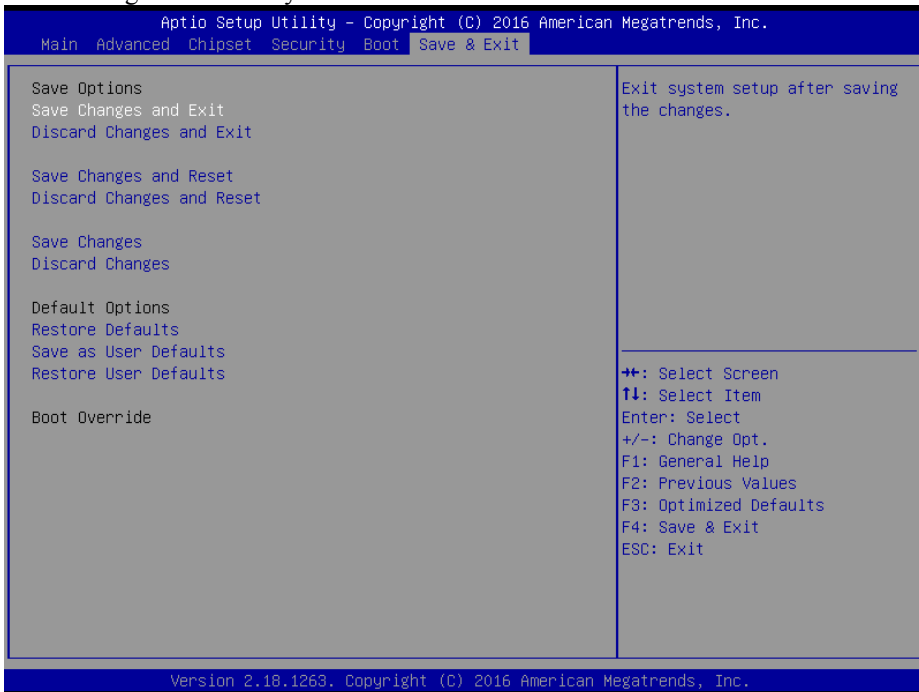 Aptio Setup Utility – Copyright (C) 2016 American Megatrends, Inc.
Main Advanced Chipset Security Boot Save & Exit
Save Options
Save Changes and Exit
Discard Changes and Exit
Save Changes and Reset
Discard Changes and Reset
Save Changes
Discard Changes
Default Options
Restore Defaults
Save as User Defaults
Restore User Defaults
Boot Override
Exit system setup after saving
the changes.
→←: Select Screen
↑↓: Select Item
Enter: Select
+/-: Change Opt.
F1: General Help
F2: Previous Values
F3: Optimized Defaults
F4: Save & Exit
ESC: Exit
Version 2.18.1263. Copyright (C) 2016 American Megatrends, Inc.